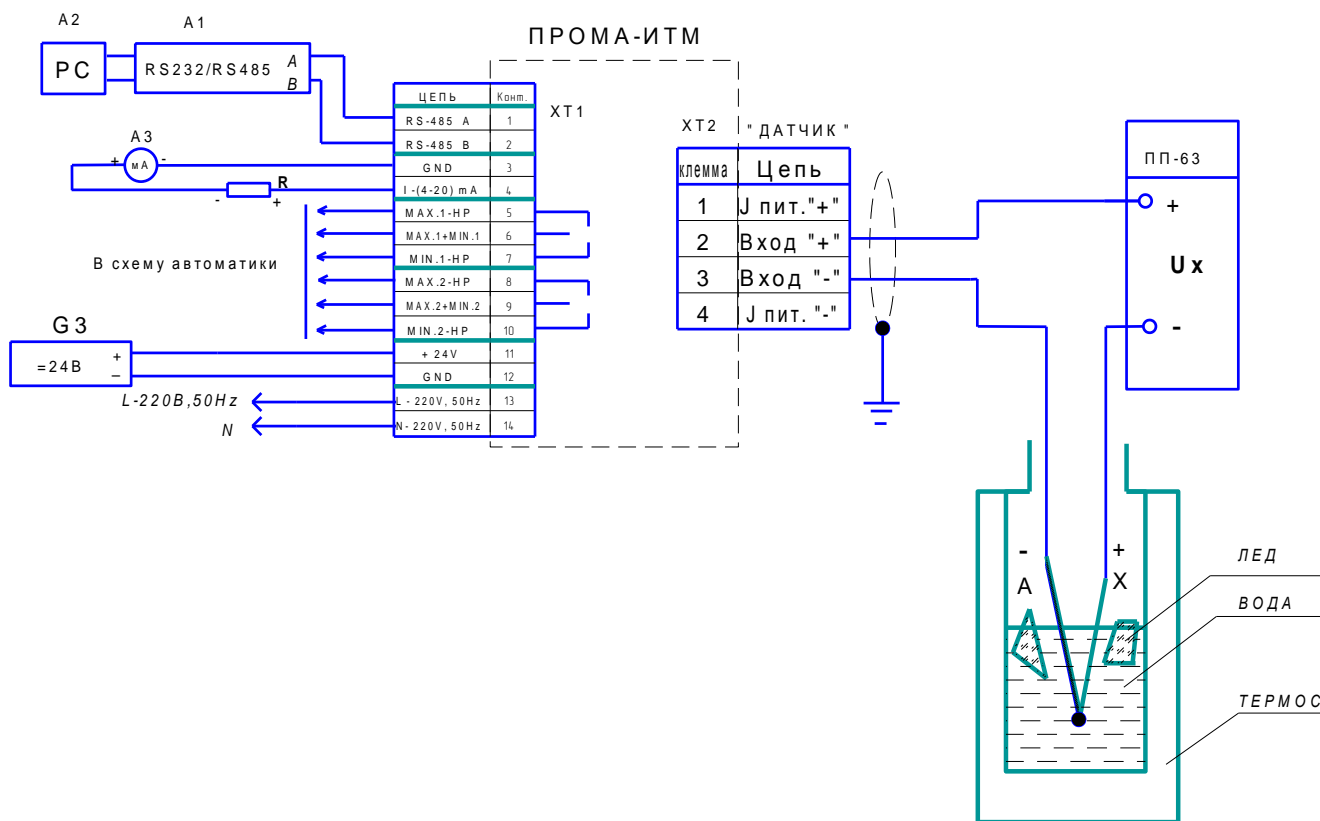 A2
A1
ПРОМА-ИТМ
PC
RS232/RS485
A
B
ЦЕПЬ Конт.
RS-485 A 1
RS-485 B 2
GND 3
I-(4-20) mA 4
MAX.1-HP 5
MAX.1+MIN.1 6
MIN.1-HP 7
MAX.2-HP 8
MAX.2+MIN.2 9
MIN.2-HP 10
+ 24V 11
GND 12
L - 220V, 50Hz 13
N- 220V, 50Hz 14
XT1
A3
+ мА -
R
- +
В схему автоматики
G3
=24В
+
–
L-220В,50Hz
N
XT2 " ДАТЧИК "
клемма Цепь
1 J пит."+"
2 Вход "+"
3 Вход "-"
4 J пит. "-"
ПП-63
+
Ux
-
- +
A X
ЛЕД
ВОДА
ТЕРМОС